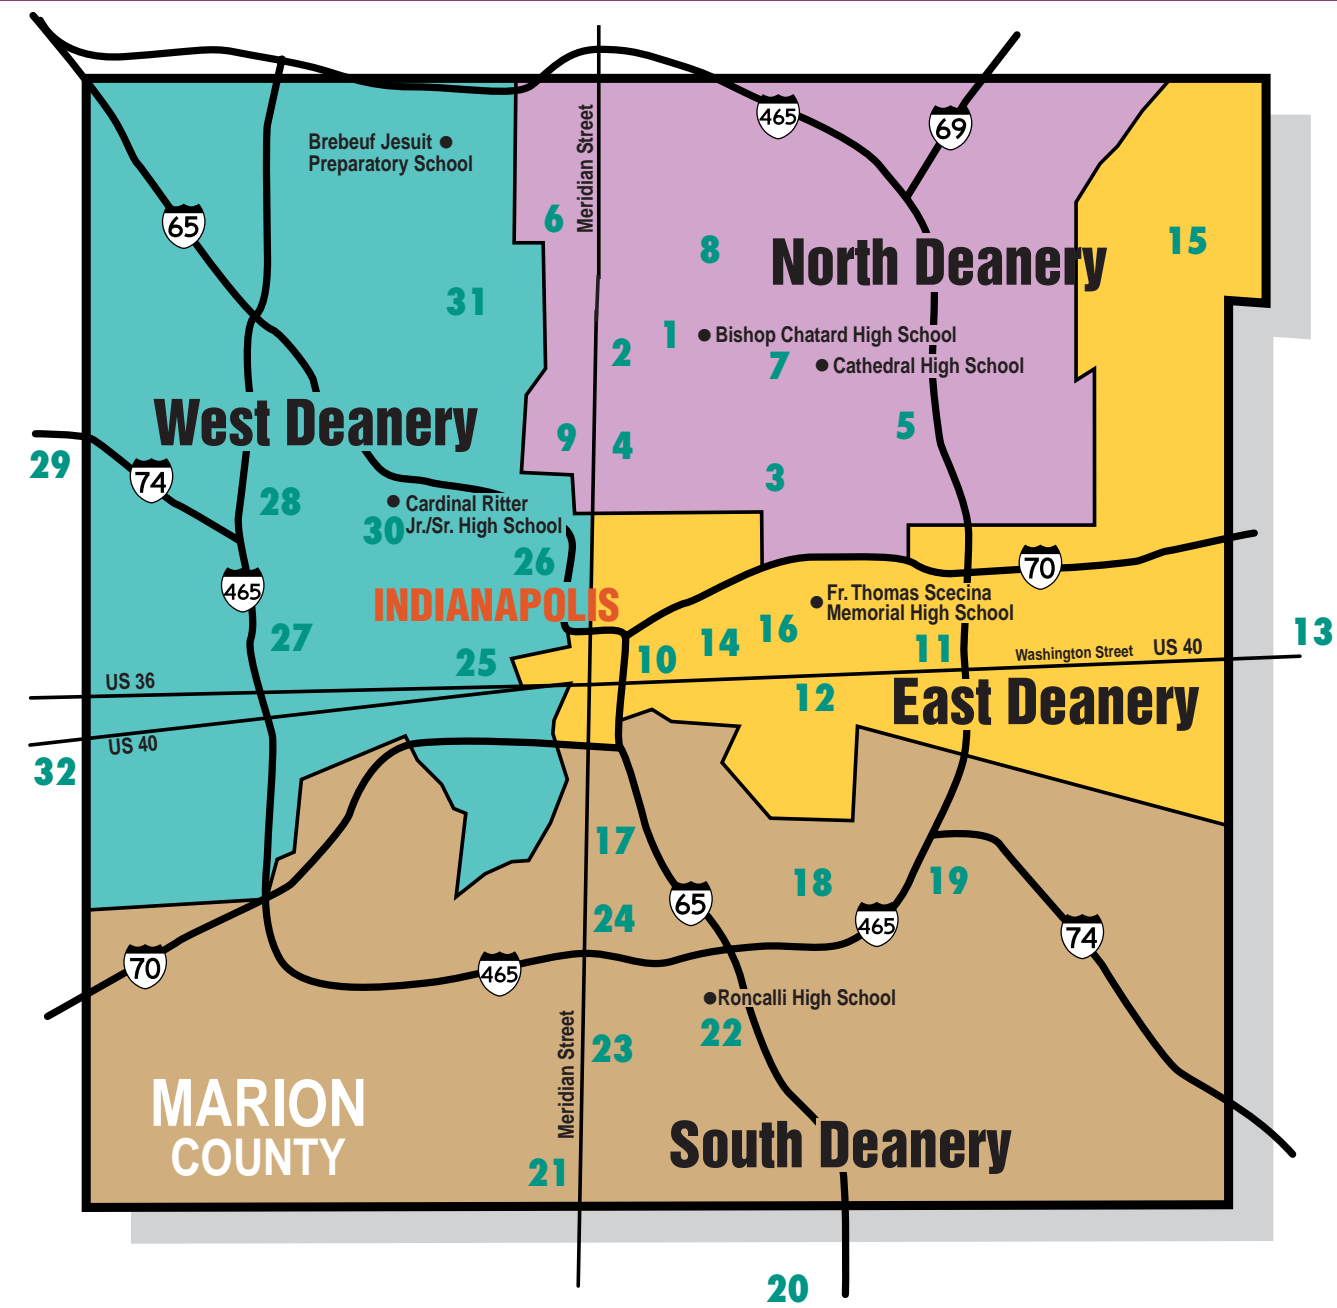 465
69
Meridian Street
Brebeuf Jesuit
Preparatory School
6
65
8
15
North Deanery
31
1
Bishop Chatard High School
2
7
Cathedral High School
West Deanery
5
9
4
29
74
3
28
Cardinal Ritter
30
Jr./Sr. High School
26
70
465
INDIANAPOLIS
Fr. Thomas Scecina
Memorial High School
27
16
14
13
25
10
11
Washington Street
US 40
US 36
12
East Deanery
US 40
32
17
18
19
65
24
465
74
70
465
Roncalli High School
22
23
Meridian Street
MARION
COUNTY
South Deanery
21
20